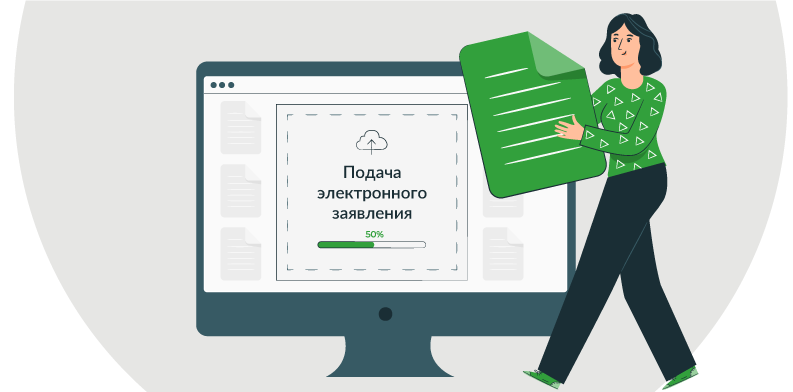 Подача
электронного
заявления
50%